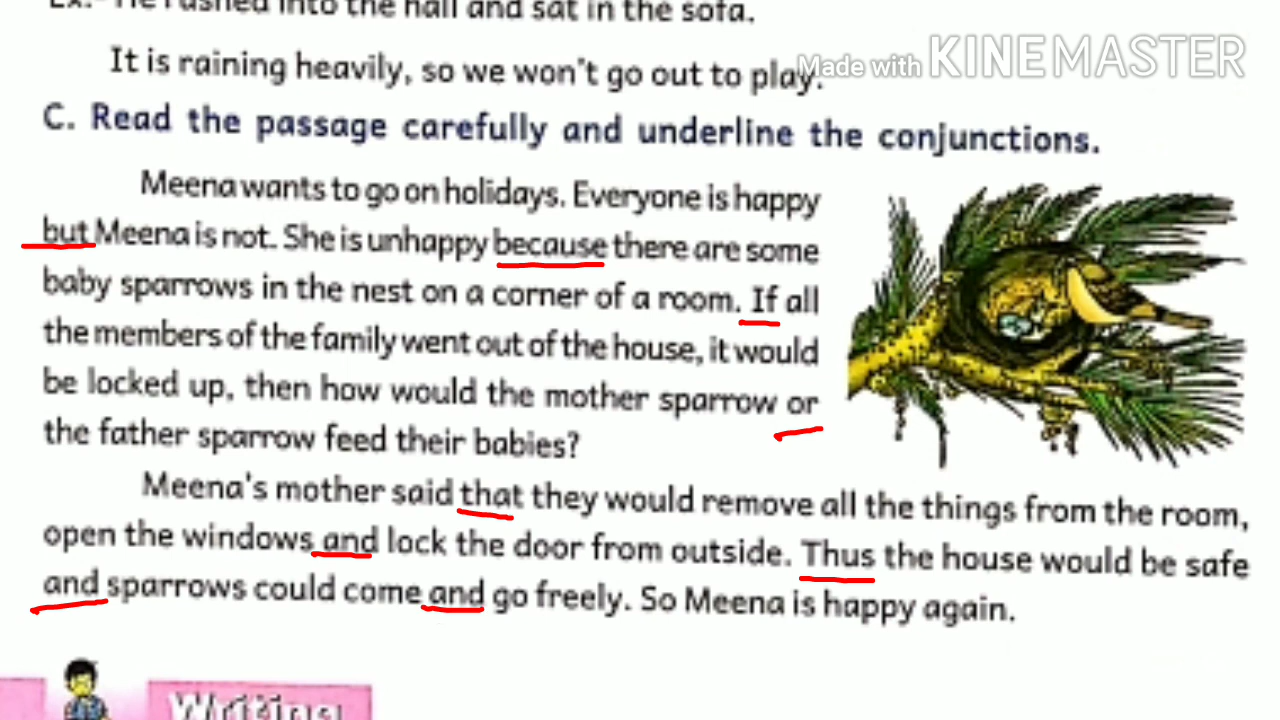 Ex.- He rushed into the hall and sat in the sofa.
It is raining heavily, so we won't go out to play.
Made with KINEMASTER
C. Read the passage carefully and underline the conjunctions.
Meena wants to go on holidays. Everyone is happy
but Meena is not. She is unhappy because there are some
baby sparrows in the nest on a corner of a room. If all
the members of the family went out of the house, it would
be locked up, then how would the mother sparrow or
the father sparrow feed their babies?
Meena's mother said that they would remove all the things from the room,
open the windows and lock the door from outside. Thus the house would be safe
and sparrows could come and go freely. So Meena is happy again.
Writing